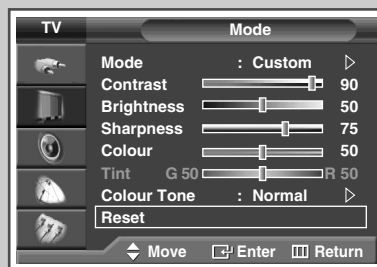 TV Mode
Mode : Custom
Contrast 90
Brightness 50
Sharpness 75
Colour 50
Tint G 50 R 50
Colour Tone : Normal
Reset
Move Enter Return